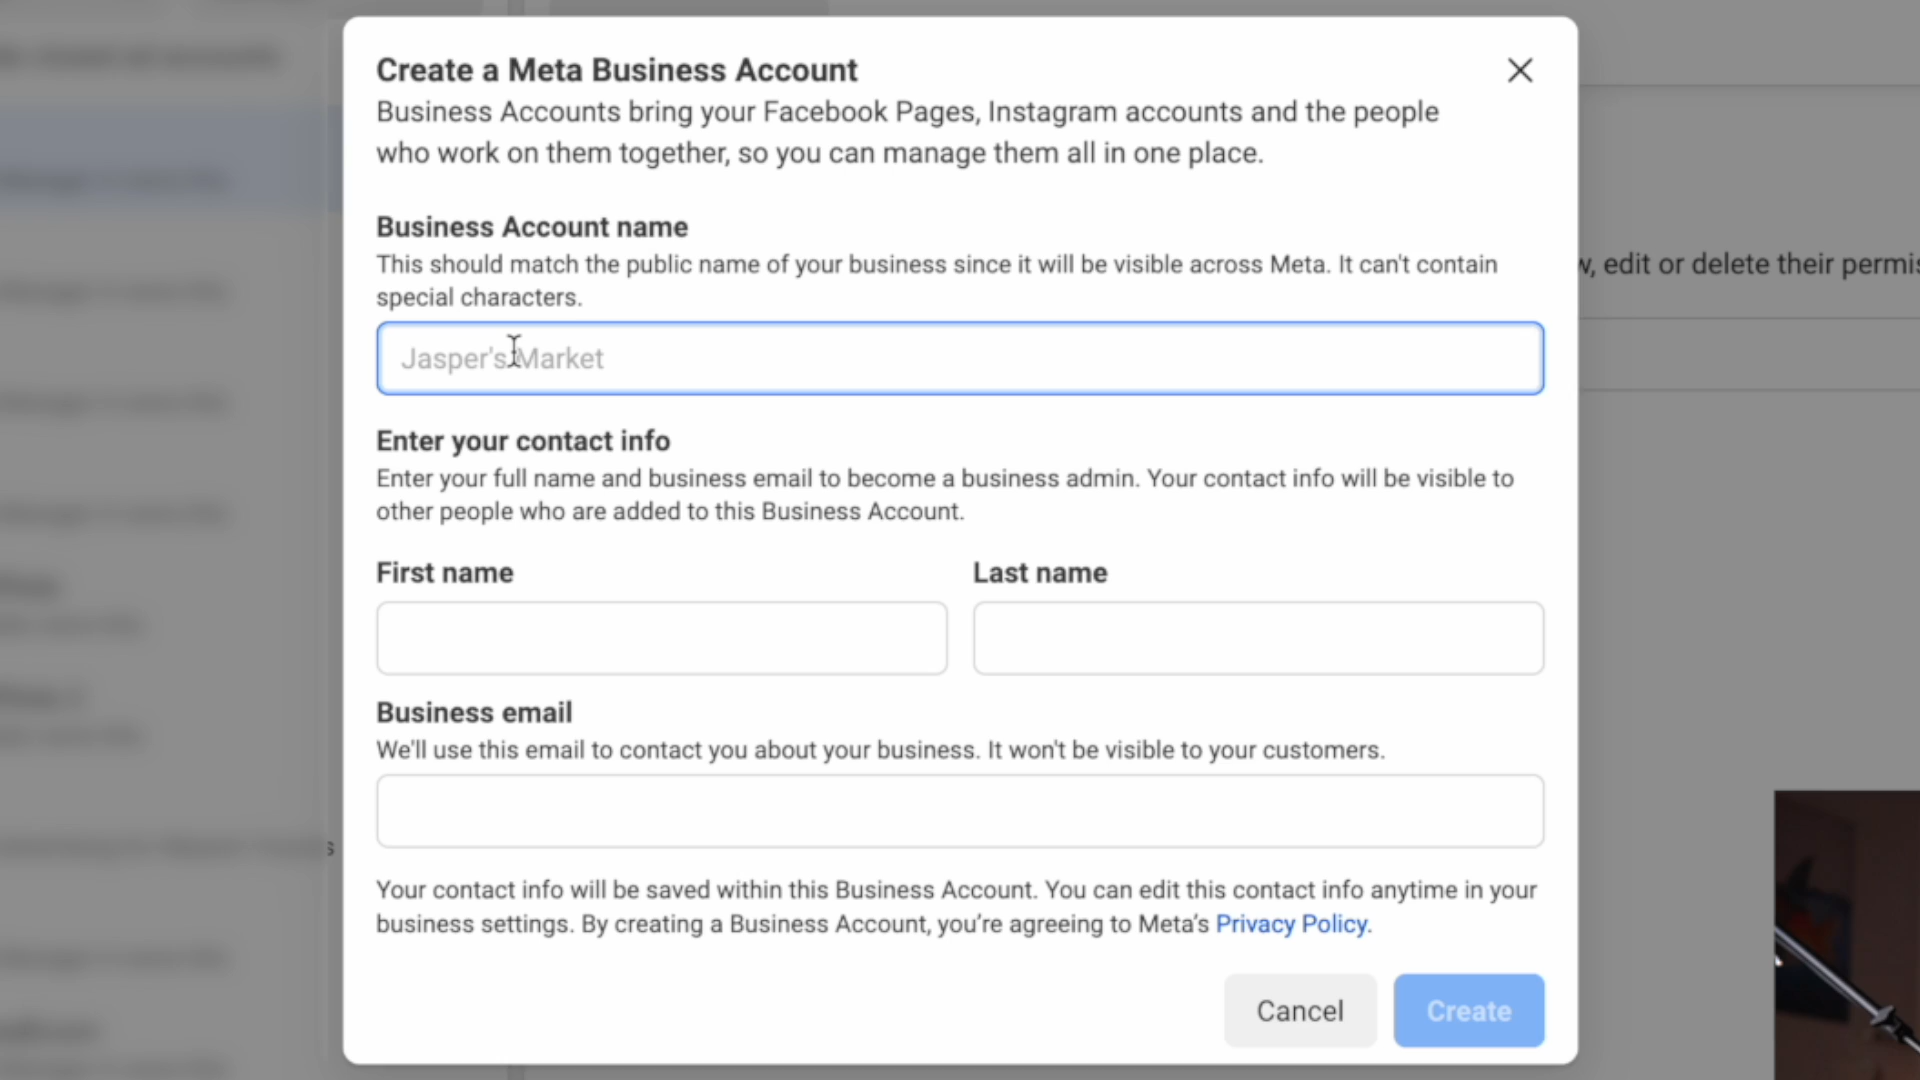 Create a Meta Business Account
Business Accounts bring your Facebook Pages, Instagram accounts and the people
who work on them together, so you can manage them all in one place.
Business Account name
This should match the public name of your business since it will be visible across Meta. It can't contain
special characters.
Jasper's Market
Enter your contact info
Enter your full name and business email to become a business admin. Your contact info will be visible to
other people who are added to this Business Account.
First name
Last name
Business email
We'll use this email to contact you about your business. It won't be visible to your customers.
Your contact info will be saved within this Business Account. You can edit this contact info anytime in your
business settings. By creating a Business Account, you’re agreeing to Meta’s Privacy Policy.
Cancel
Create
edit or delete their